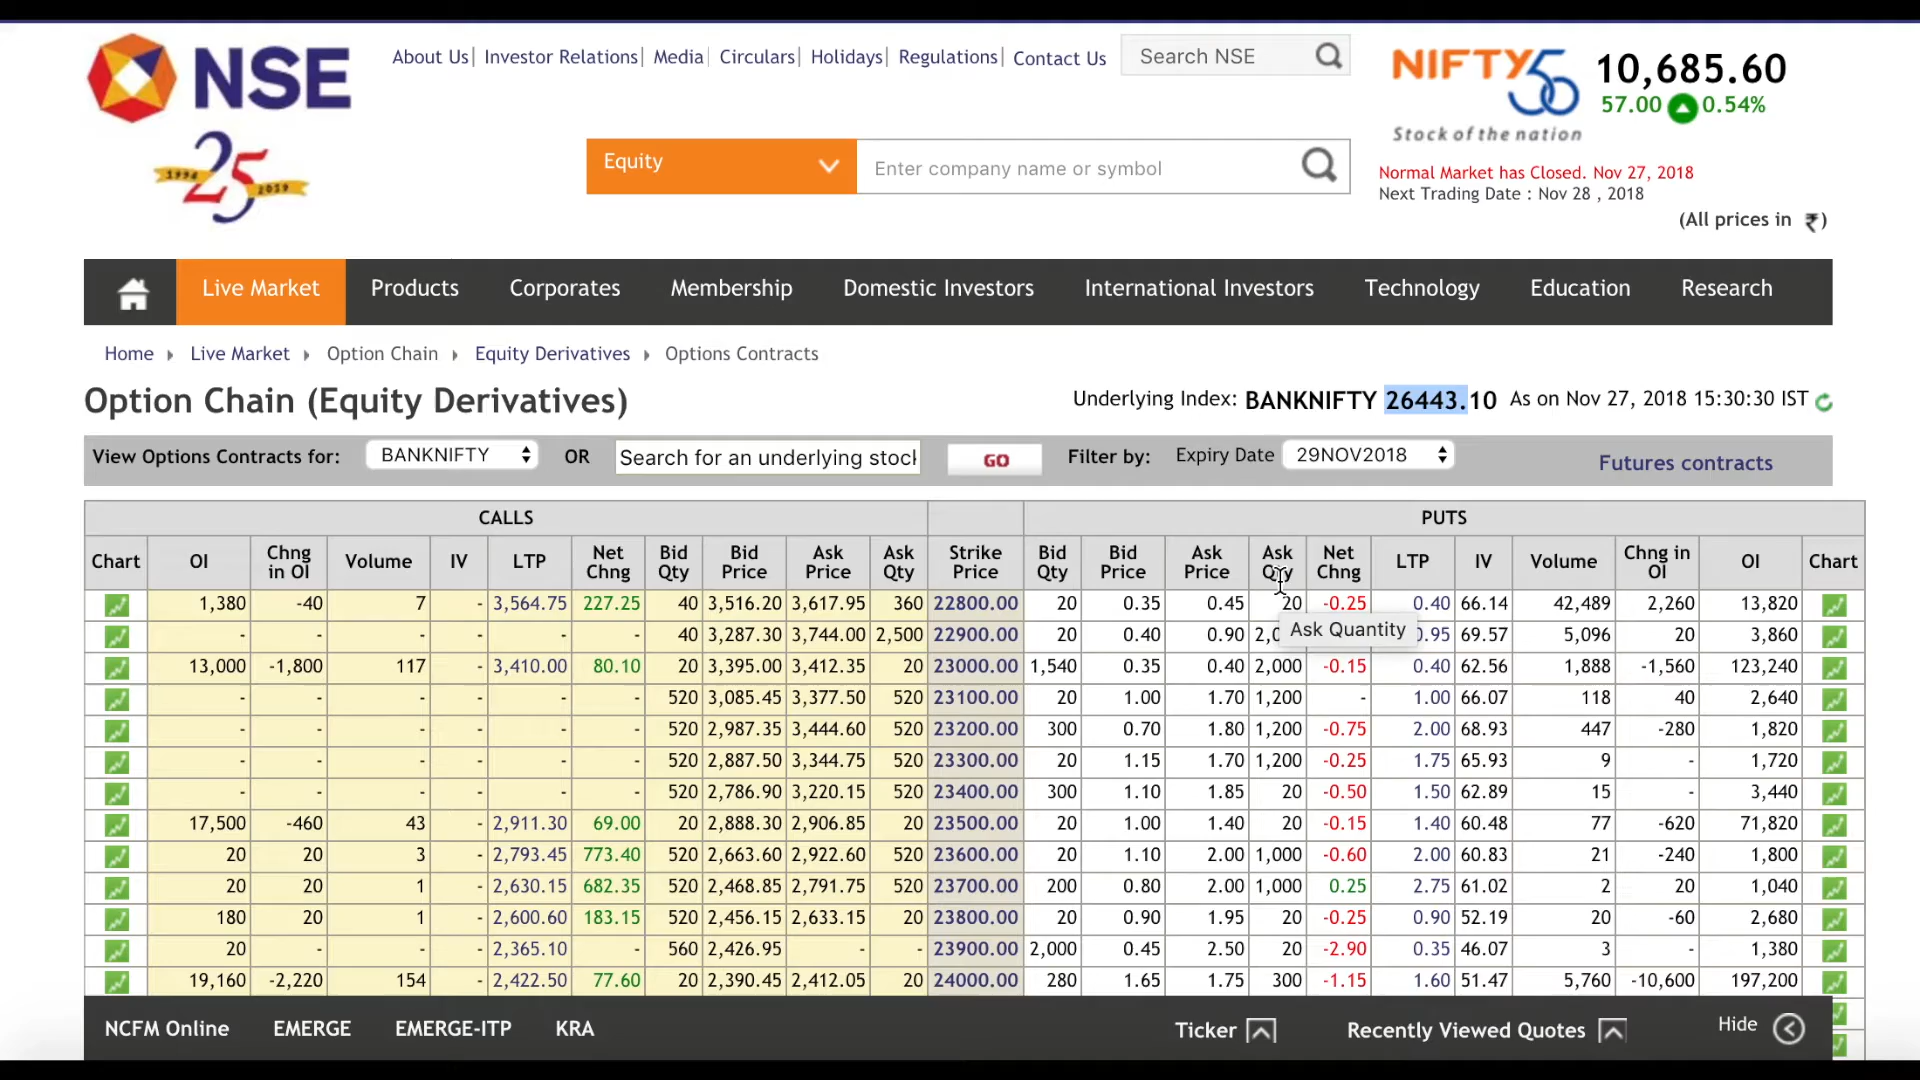 NSE
1994 25 2019
About Us| Investor Relations| Media| Circulars| Holidays| Regulations| Contact Us
Search NSE
NIFTY 50
Stock of the nation
10,685.60
57.00 0.54%
Equity
Enter company name or symbol
Normal Market has Closed. Nov 27, 2018
Next Trading Date : Nov 28 , 2018
(All prices in ₹)
Live Market Products Corporates Membership Domestic Investors International Investors Technology Education Research
Home Live Market Option Chain Equity Derivatives Options Contracts
Option Chain (Equity Derivatives)
Underlying Index: BANKNIFTY 26443.10 As on Nov 27, 2018 15:30:30 IST
View Options Contracts for: BANKNIFTY OR Search for an underlying stock GO Filter by: Expiry Date 29NOV2018 Futures contracts
CALLS PUTS
Chart OI Chng in OI Volume IV LTP Net Chng Bid Qty Bid Price Ask Price Ask Qty Strike Price Bid Qty Bid Price Ask Price Ask Qty Net Chng LTP IV Volume Chng in OI OI Chart
1,380 -40 7 - 3,564.75 227.25 40 3,516.20 3,617.95 360 22800.00 20 0.35 0.45 20 -0.25 0.40 66.14 42,489 2,260 13,820
Ask Quantity
- - - - - - 40 3,287.30 3,744.00 2,500 22900.00 20 0.40 0.90 69.57 5,096 20 3,860
13,000 -1,800 117 - 3,410.00 80.10 20 3,395.00 3,412.35 20 23000.00 1,540 0.35 0.40 2,000 -0.15 0.40 62.56 1,888 -1,560 123,240
- - - - - - 520 3,085.45 3,377.50 520 23100.00 20 1.00 1.70 1,200 - 1.00 66.07 118 40 2,640
- - - - - - 520 2,987.35 3,444.60 520 23200.00 300 0.70 1.80 1,200 -0.75 2.00 68.93 447 -280 1,820
- - - - - - 520 2,887.50 3,344.75 520 23300.00 20 1.15 1.70 1,200 -0.25 1.75 65.93 9 - 1,720
- - - - - - 520 2,786.90 3,220.15 520 23400.00 300 1.10 1.85 20 -0.50 1.50 62.89 15 - 3,440
17,500 -460 43 - 2,911.30 69.00 20 2,888.30 2,906.85 20 23500.00 20 1.00 1.40 20 -0.15 1.40 60.48 77 -620 71,820
20 20 3 - 2,793.45 773.40 520 2,663.60 2,922.60 520 23600.00 20 1.10 2.00 1,000 -0.60 2.00 60.83 21 -240 1,800
20 20 1 - 2,630.15 682.35 520 2,468.85 2,791.75 520 23700.00 200 0.80 2.00 1,000 0.25 2.75 61.02 2 20 1,040
180 20 1 - 2,600.60 183.15 520 2,456.15 2,633.15 20 23800.00 20 0.90 1.95 20 -0.25 0.90 52.19 20 -60 2,680
20 - - - 2,365.10 - 560 2,426.95 - - 23900.00 2,000 0.45 2.50 20 -2.90 0.35 46.07 3 - 1,380
19,160 -2,220 154 - 2,422.50 77.60 20 2,390.45 2,412.05 20 24000.00 280 1.65 1.75 300 -1.15 1.60 51.47 5,760 -10,600 197,200
NCFM Online EMERGE EMERGE-ITP KRA Ticker Recently Viewed Quotes Hide